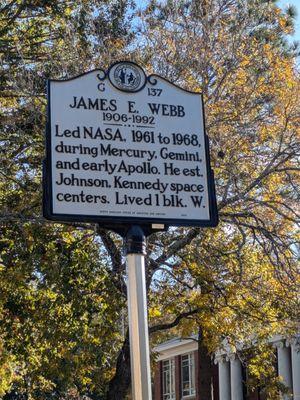 G 137
JAMES E. WEBB
1906-1992
Led NASA, 1961 to 1968,
during Mercury, Gemini,
and early Apollo. He est.
Johnson, Kennedy space
centers. Lived 1 blk. W.